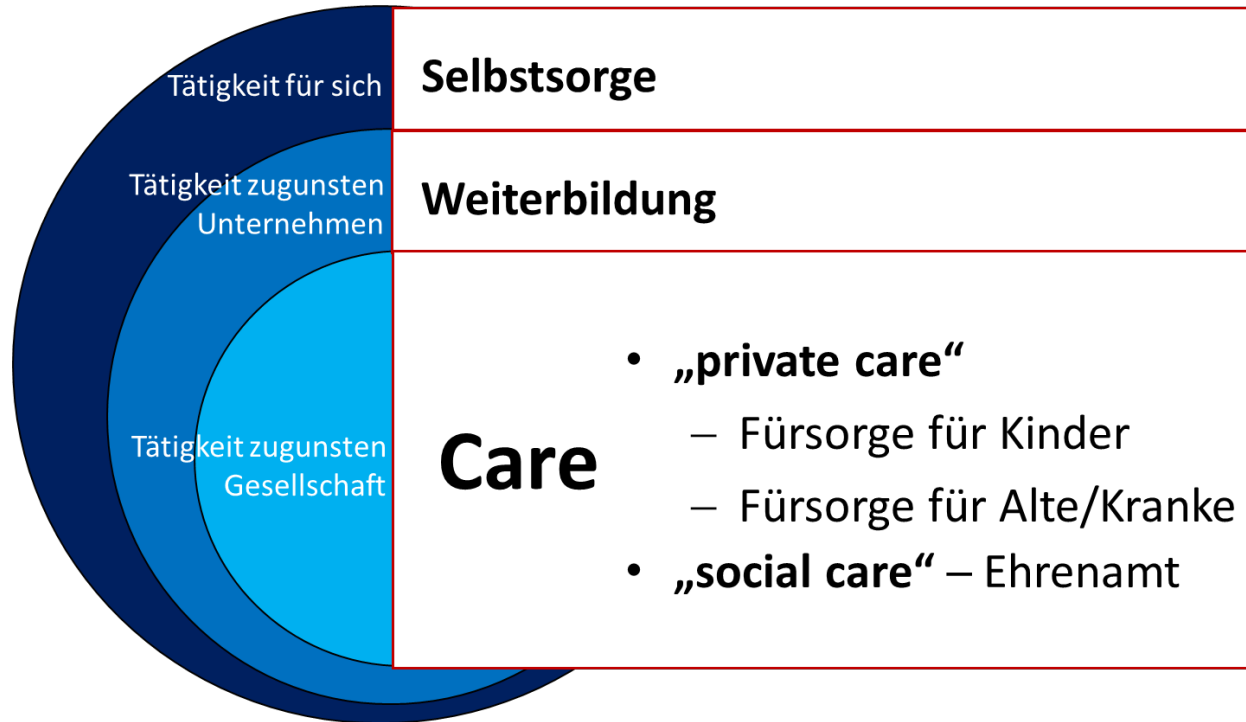 Tätigkeit für sich
Selbstsorge
Tätigkeit zugunsten
Unternehmen
Weiterbildung
Tätigkeit zugunsten
Gesellschaft
Care
• „private care“
– Fürsorge für Kinder
– Fürsorge für Alte/Kranke
• „social care“ – Ehrenamt